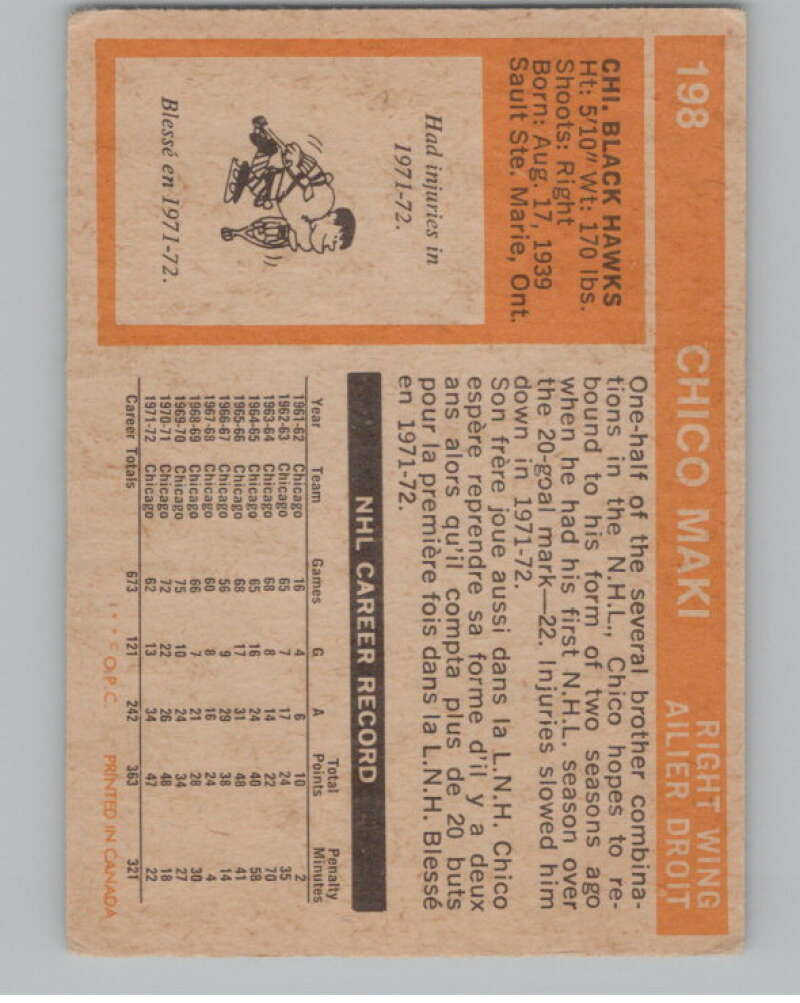 198 CHICO MAKI RIGHT WING
AILIER DROIT
CHI. BLACK HAWKS
Ht: 5'10" Wt: 170 lbs.
Shoots: Right
Born: Aug. 17, 1939
Sault Ste. Marie, Ont.
Had injuries in
1971-72.
Blessé en 1971-72.
One-half of the several brother combina-
tions in the N.H.L., Chico hopes to re-
bound to his form of two seasons ago
when he had his first N.H.L. season over
the 20-goal mark—22. Injuries slowed him
down in 1971-72.
Son frère joue aussi dans la L.N.H. Chico
espère reprendre sa forme d'il y a deux
ans alors qu'il compta plus de 20 buts
pour la première fois dans la L.N.H. Blessé
en 1971-72.
NHL CAREER RECORD
Year Team Games G A Total Points Penalty Minutes
1961-62 Chicago 16 4 6 10 2
1962-63 Chicago 65 7 17 24 35
1963-64 Chicago 68 8 14 22 70
1964-65 Chicago 65 16 24 40 58
1965-66 Chicago 68 17 31 48 41
1966-67 Chicago 56 9 29 38 14
1967-68 Chicago 60 8 16 24 4
1968-69 Chicago 66 7 21 28 30
1969-70 Chicago 75 10 24 34 27
1970-71 Chicago 72 22 26 48 18
1971-72 Chicago 62 13 34 47 22
Career Totals 673 121 242 363 321
O.P.C. PRINTED IN CANADA